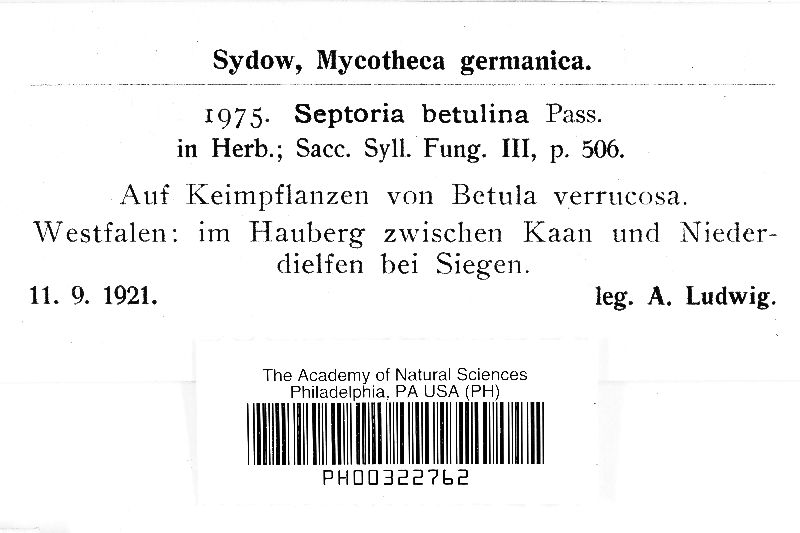 Sydow, Mycotheca germanica.
1975. Septoria betulina Pass.
in Herb.; Sacc. Syll. Fung. III, p. 506.
Auf Keimpflanzen von Betula verrucosa.
Westfalen: im Hauberg zwischen Kaan und Nieder-
dielfen bei Siegen.
11. 9. 1921. leg. A. Ludwig.
The Academy of Natural Sciences
Philadelphia, PA USA (PH)
PH00322762